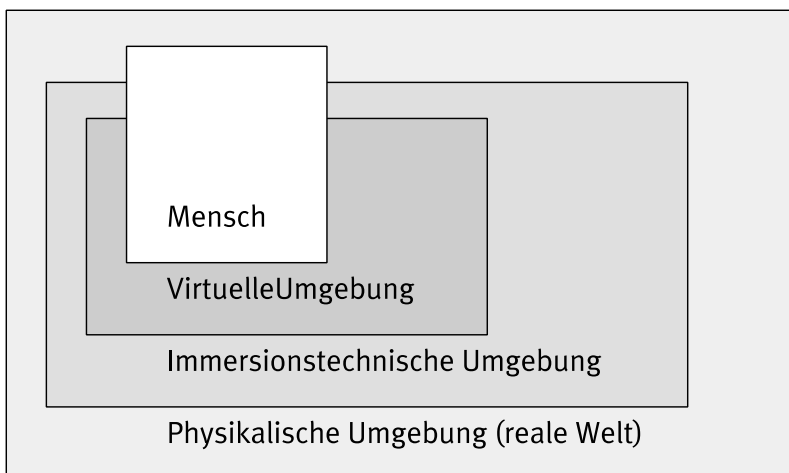 Mensch
VirtuelleUmgebung
Immersionstechnische Umgebung
Physikalische Umgebung (reale Welt)